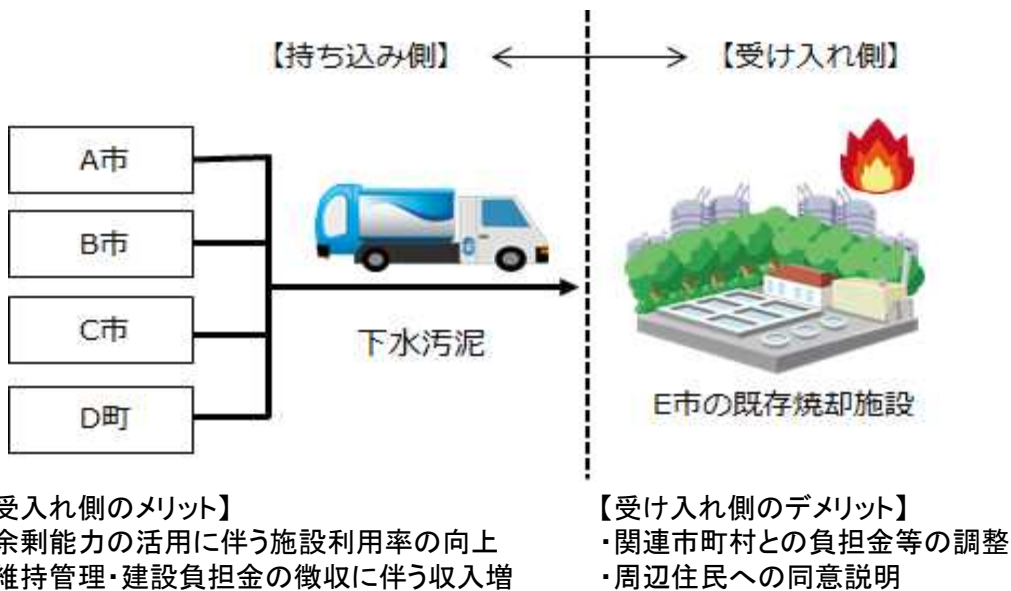 【持ち込み側】
【受け入れ側】
A市
B市
C市
D町
下水汚泥
E市の既存焼却施設
受入れ側のメリット】
余剰能力の活用に伴う施設利用率の向上
維持管理・建設負担金の徴収に伴う収入増
【受け入れ側のデメリット】
・関連市町村との負担金等の調整
・周辺住民への同意説明